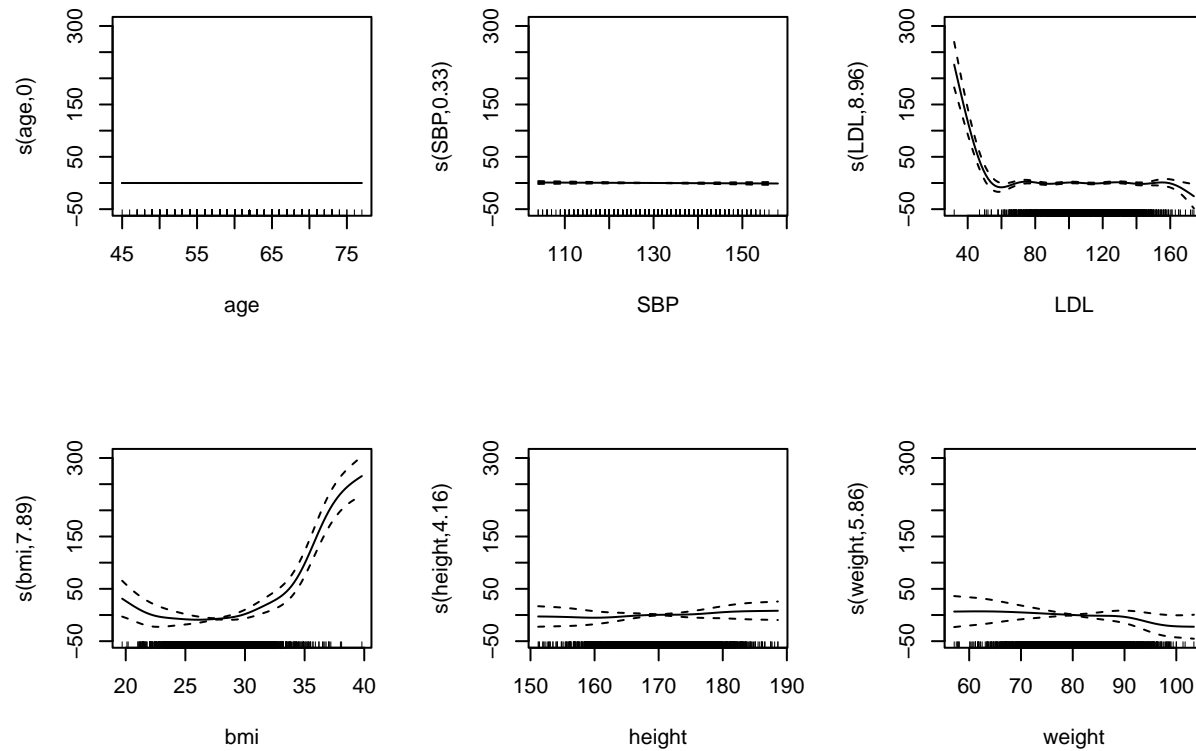 s(age,0)
−50 50 150 300
45 55 65 75
age
s(SBP,0.33)
−50 50 150 300
110 130 150
SBP
s(LDL,8.96)
−50 50 150 300
40 80 120 160
LDL
s(bmi,7.89)
−50 50 150 300
20 25 30 35 40
bmi
s(height,4.16)
−50 50 150 300
150 160 170 180 190
height
s(weight,5.86)
−50 50 150 300
60 70 80 90 100
weight